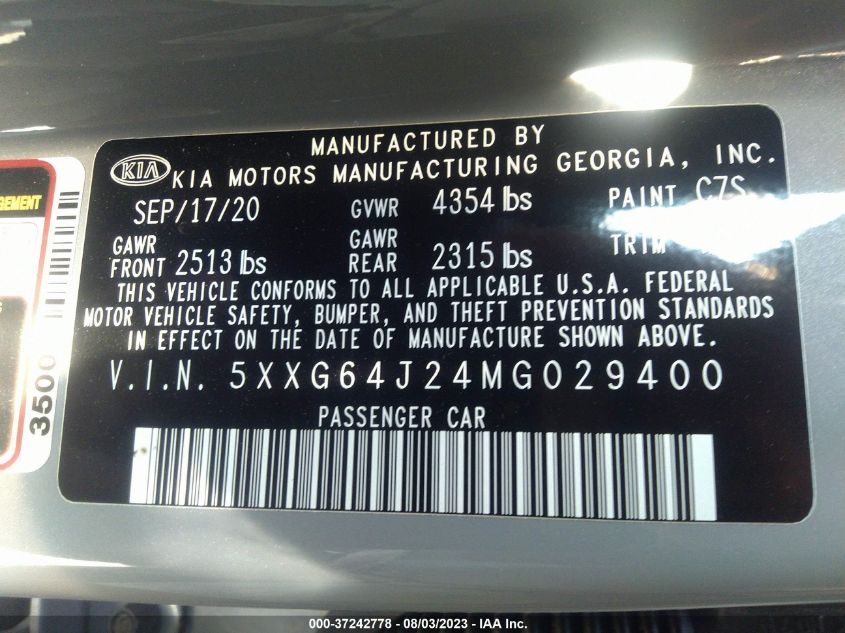 MANUFACTURED BY
KIA KIA MOTORS MANUFACTURING GEORGIA, INC.
SEP/17/20 GVWR 4354 lbs PAINT C7S
GAWR FRONT 2513 lbs GAWR REAR 2315 lbs TRIM
THIS VEHICLE CONFORMS TO ALL APPLICABLE U.S.A. FEDERAL
MOTOR VEHICLE SAFETY, BUMPER, AND THEFT PREVENTION STANDARDS
IN EFFECT ON THE DATE OF MANUFACTURE SHOWN ABOVE.
V.I.N. 5XXG64J24MG029400
PASSENGER CAR
3500
000-37242778 - 08/03/2023 - IAA Inc.